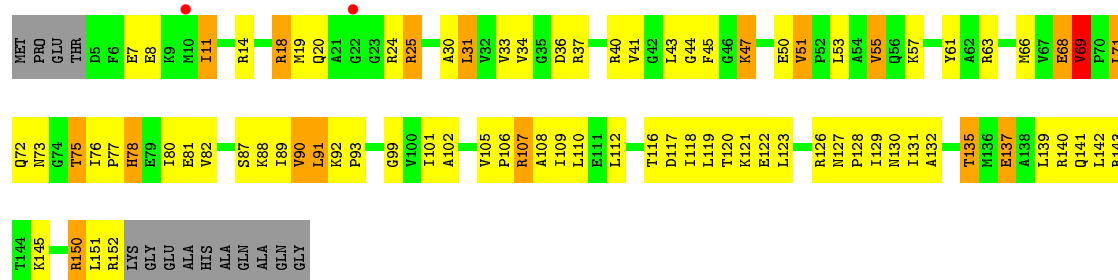 MET PRO GLU THR D5 F6 E7 E8 K9 M10 I11 R14 R18 M19 Q20 A21 G22 G23 R24 R25 A30 L31 V32 V33 V34 G35 D36 R37 R40 V41 G42 L43 G44 F45 G46 K47 E50 V51 P52 L53 A54 V55 Q56 K57 Y61 A62 R63 M66 V67 E68 V69 P70 L71
Q72 N73 G74 T75 I76 P77 H78 E79 I80 E81 V82 S87 K88 I89 V90 L91 K92 P93 G99 V100 I101 A102 V105 P106 R107 A108 I109 L110 E111 L112 T116 D117 I118 L119 T120 K121 E122 L123 R126 N127 P128 I129 N130 I131 A132 T135 M136 E137 A138 L139 R140 Q141 L142 R143
T144 K145 R150 L151 R152 LYS GLY GLU ALA HIS ALA GLN ALA GLN GLY